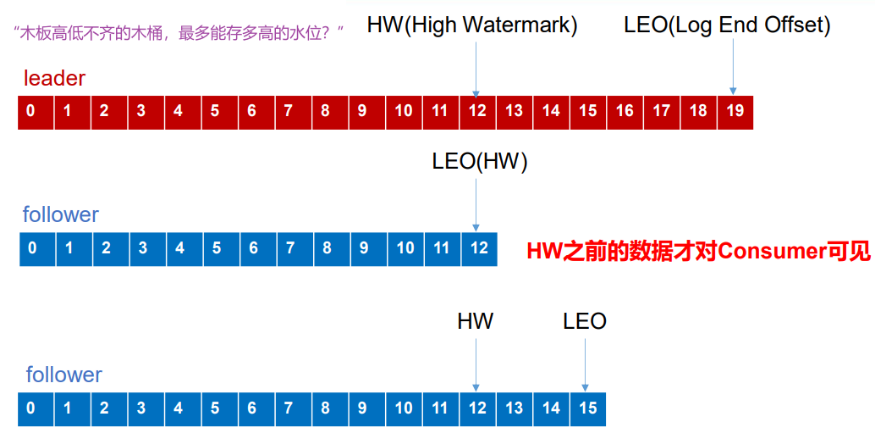 “木板高低不齐的木桶，最多能存多高的水位？”
HW(High Watermark)
LEO(Log End Offset)
leader
0 1 2 3 4 5 6 7 8 9 10 11 12 13 14 15 16 17 18 19
LEO(HW)
follower
0 1 2 3 4 5 6 7 8 9 10 11 12
HW之前的数据才对Consumer可见
HW
LEO
follower
0 1 2 3 4 5 6 7 8 9 10 11 12 13 14 15